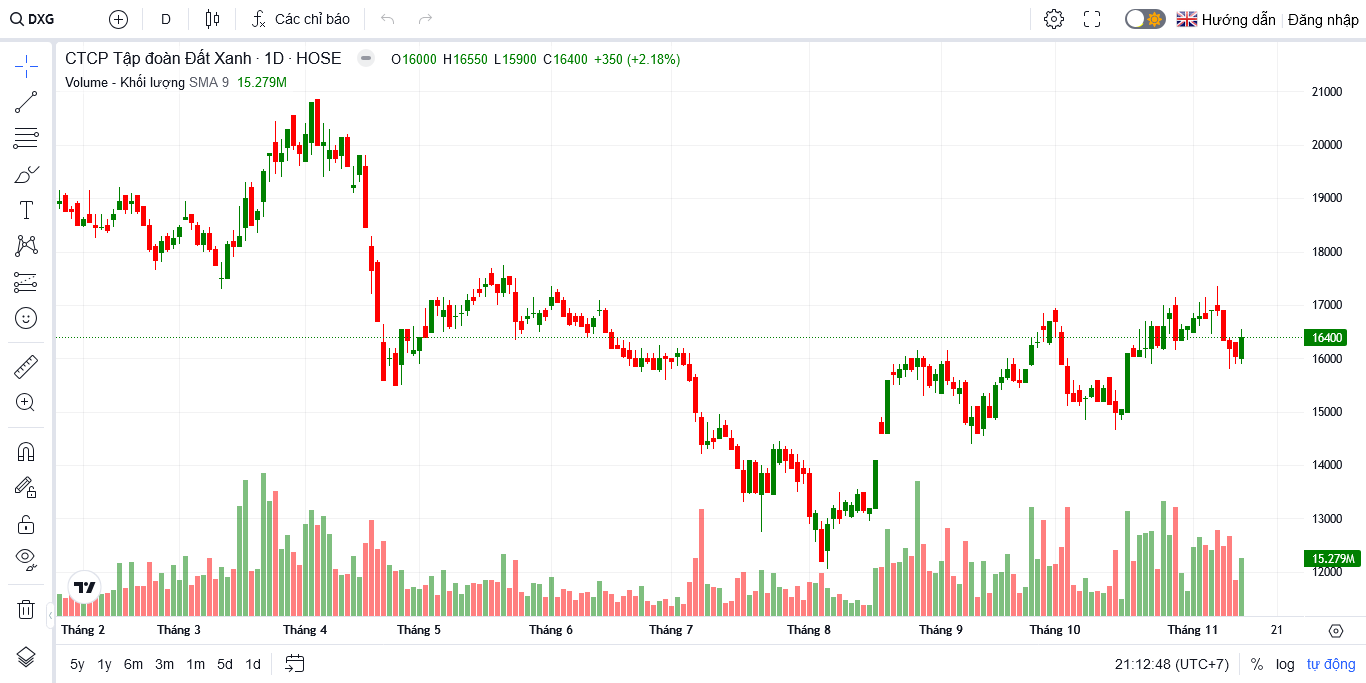 DXG D Các chỉ báo Hướng dẫn Đăng nhập
CTCP Tập đoàn Đất Xanh · 1D · HOSE O16000 H16550 L15900 C16400 +350 (+2.18%)
Volume - Khối lượng SMA 9 15.279M
21000
20000
19000
18000
17000
16400
16000
15000
14000
13000
15.279M
12000
Tháng 2 Tháng 3 Tháng 4 Tháng 5 Tháng 6 Tháng 7 Tháng 8 Tháng 9 Tháng 10 Tháng 11 21
5y 1y 6m 3m 1m 5d 1d 21:12:48 (UTC+7) % log tự động